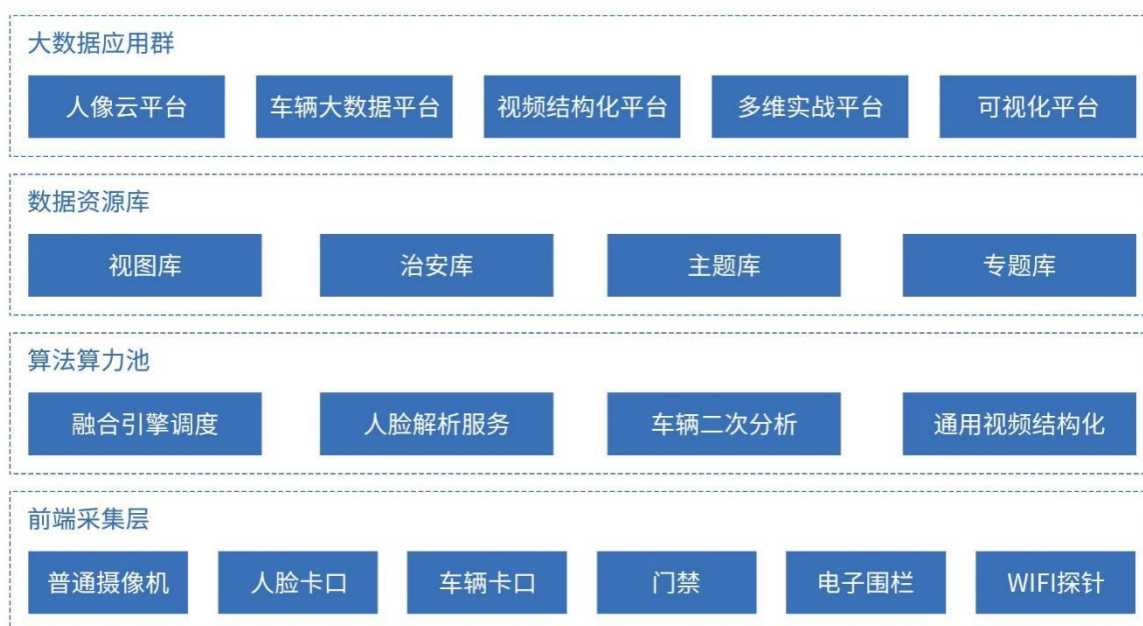 大数据应用群
人像云平台
车辆大数据平台
视频结构化平台
多维实战平台
可视化平台
数据资源库
视图库
治安库
主题库
专题库
算法算力池
融合引擎调度
人脸解析服务
车辆二次分析
通用视频结构化
前端采集层
普通摄像机
人脸卡口
车辆卡口
门禁
电子围栏
WIFI探针